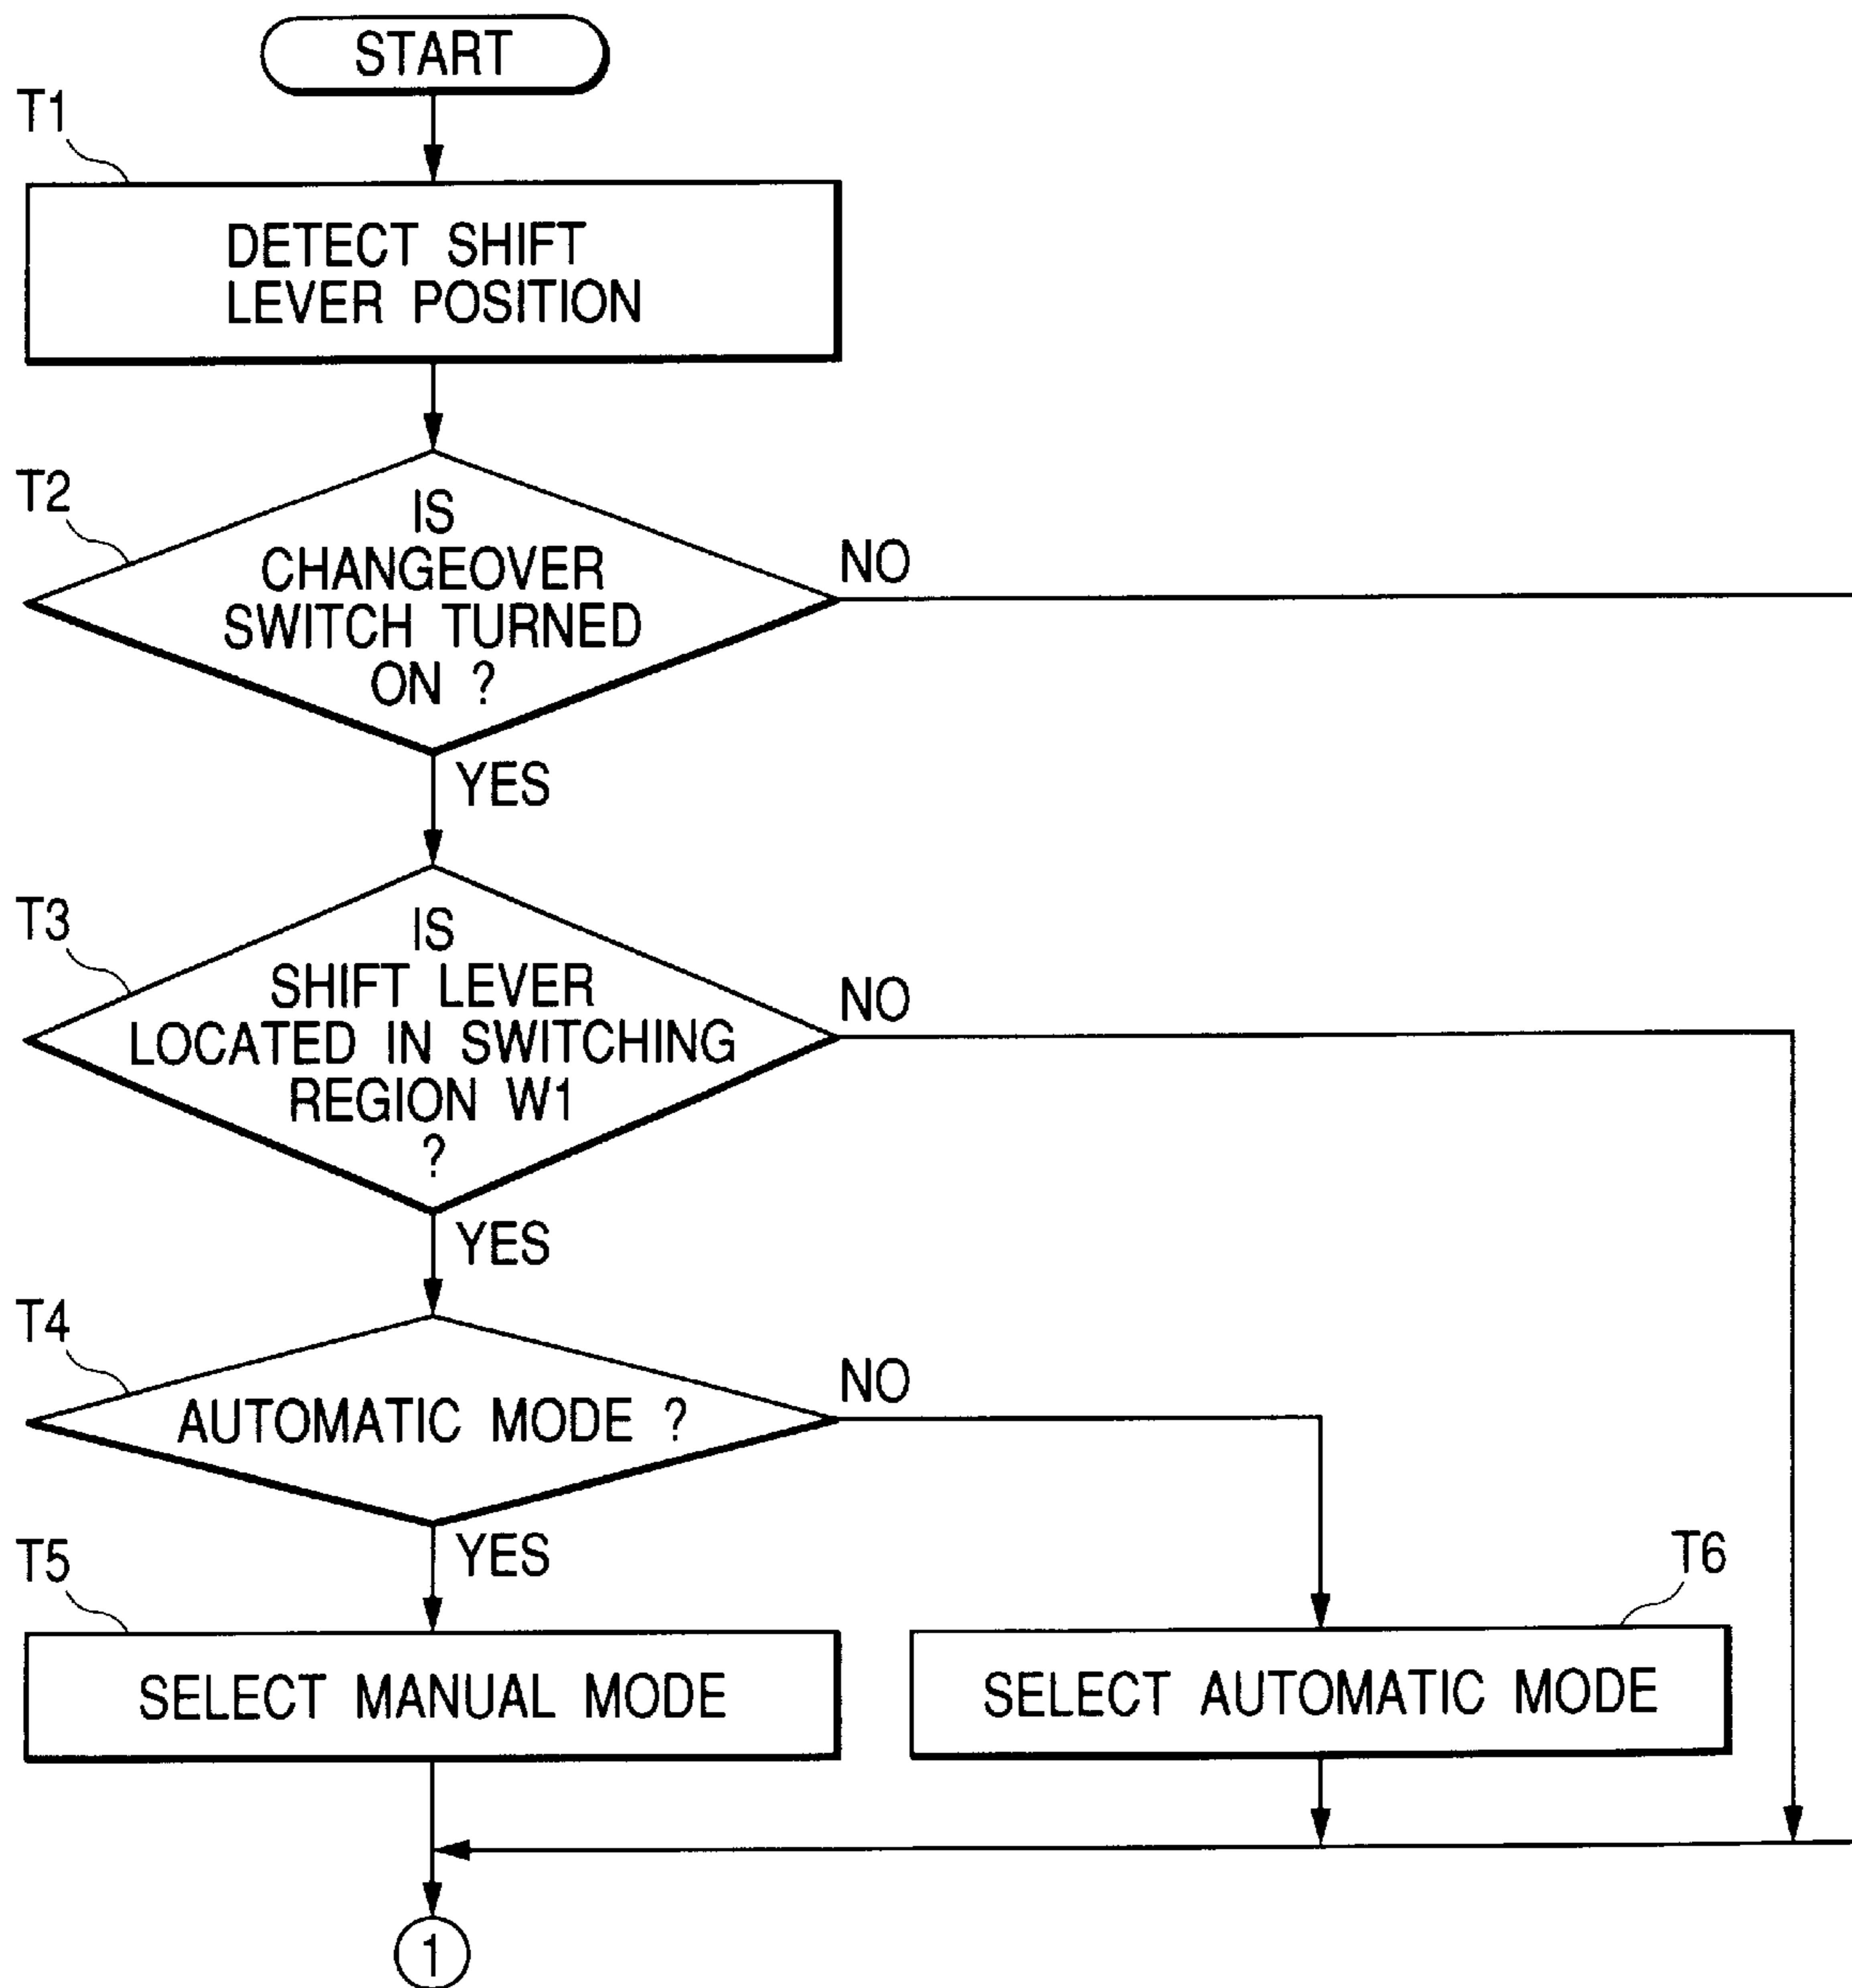 START
T1
DETECT SHIFT
LEVER POSITION
T2
IS
CHANGEOVER
SWITCH TURNED
ON ?
NO
YES
T3
IS
SHIFT LEVER
LOCATED IN SWITCHING
REGION W1
?
NO
YES
T4
AUTOMATIC MODE ?
NO
YES
T5
SELECT MANUAL MODE
T6
SELECT AUTOMATIC MODE
1